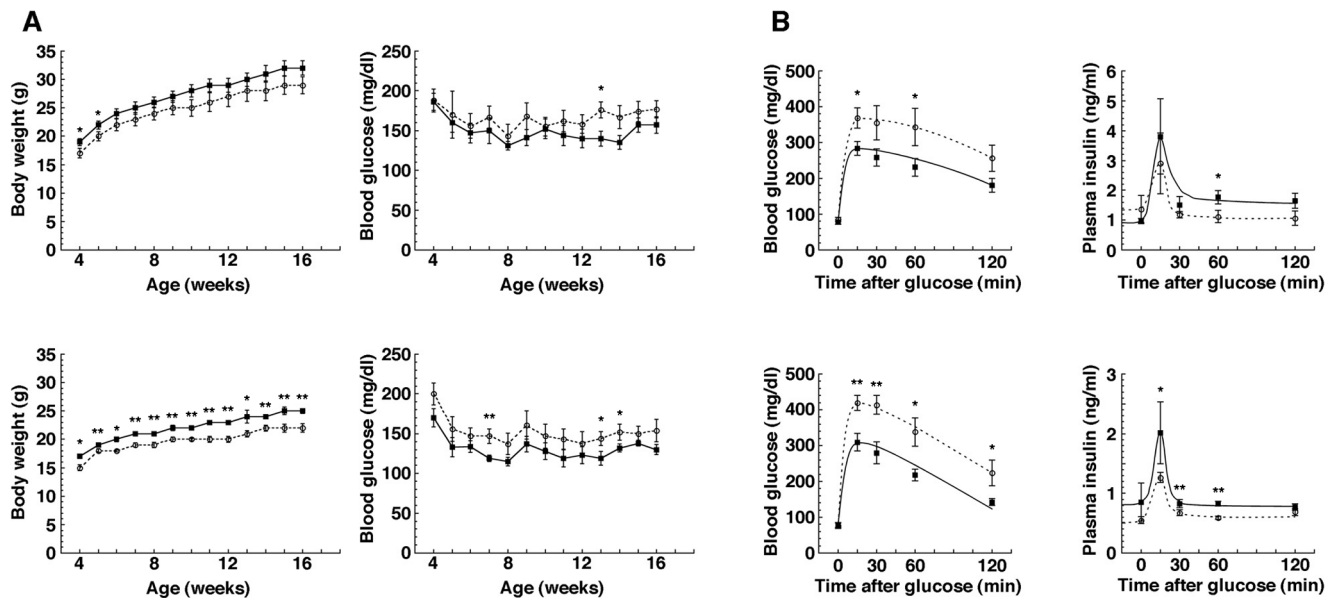 A
B
35
30
25
20
15
10
5
0
Body weight (g)
* *
4 8 12 16
Age (weeks)
250
200
150
100
50
0
Blood glucose (mg/dl)
*
4 8 12 16
Age (weeks)
500
400
300
200
100
0
Blood glucose (mg/dl)
* *
0 30 60 120
Time after glucose (min)
6
5
4
3
2
1
0
Plasma insulin (ng/ml)
*
0 30 60 120
Time after glucose (min)
35
30
25
20
15
10
5
0
Body weight (g)
* ** * ** ** ** ** ** ** * ** ** **
4 8 12 16
Age (weeks)
250
200
150
100
50
0
Blood glucose (mg/dl)
** * *
4 8 12 16
Age (weeks)
500
400
300
200
100
0
Blood glucose (mg/dl)
** ** * *
0 30 60 120
Time after glucose (min)
3
2
1
0
Plasma insulin (ng/ml)
* ** **
0 30 60 120
Time after glucose (min)